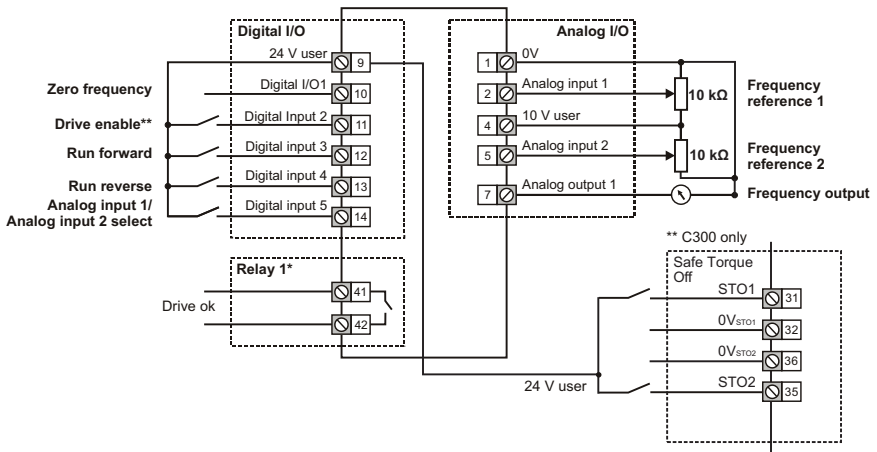 Digital I/O
24 V user
9
Zero frequency
Digital I/O1
10
Drive enable**
Digital Input 2
11
Run forward
Digital input 3
12
Run reverse
Digital input 4
13
Analog input 1/
Analog input 2 select
Digital input 5
14
Relay 1*
Drive ok
41
42
Analog I/O
1
0V
2
Analog input 1
10 kΩ
Frequency
reference 1
4
10 V user
5
Analog input 2
10 kΩ
Frequency
reference 2
7
Analog output 1
Frequency output
** C300 only
Safe Torque
Off
STO1
31
0VSTO1
32
0VSTO2
36
24 V user
STO2
35